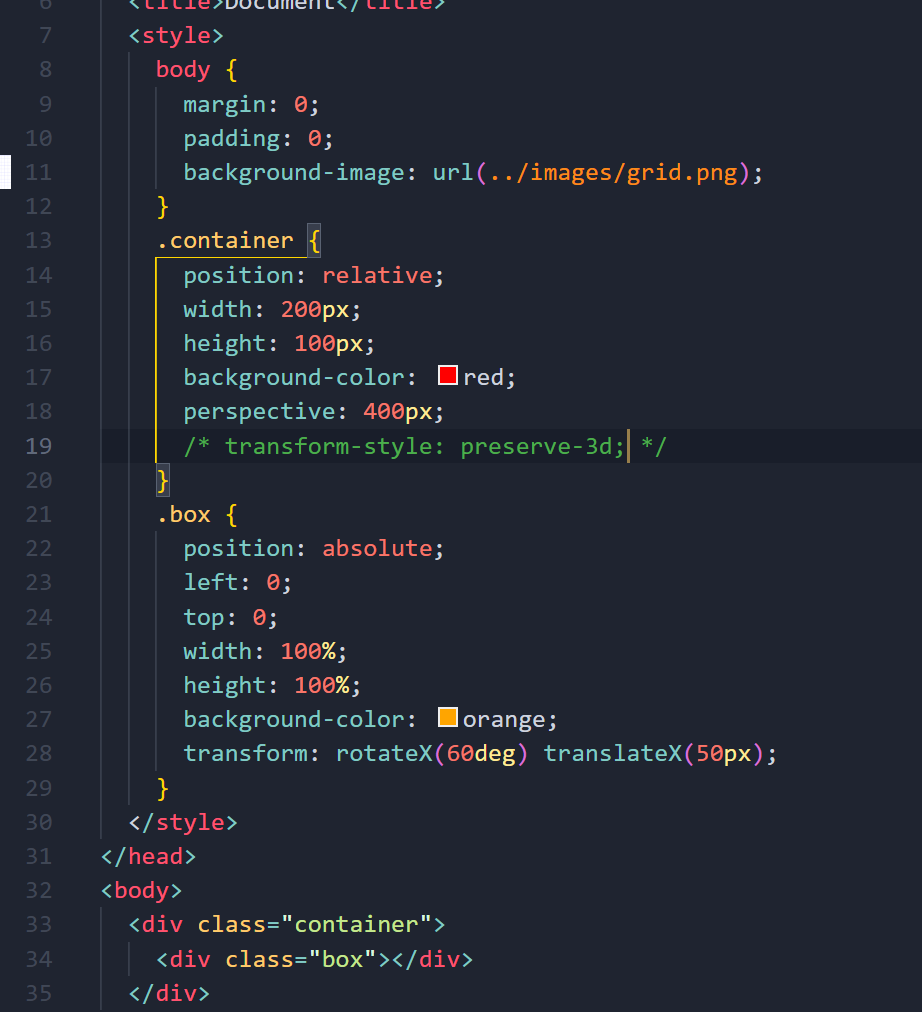 6 <title>Document</title>
7 <style>
8 body {
9 margin: 0;
10 padding: 0;
11 background-image: url(../images/grid.png);
12 }
13 .container {
14 position: relative;
15 width: 200px;
16 height: 100px;
17 background-color: red;
18 perspective: 400px;
19 /* transform-style: preserve-3d; */
20 }
21 .box {
22 position: absolute;
23 left: 0;
24 top: 0;
25 width: 100%;
26 height: 100%;
27 background-color: orange;
28 transform: rotateX(60deg) translateX(50px);
29 }
30 </style>
31 </head>
32 <body>
33 <div class="container">
34 <div class="box"></div>
35 </div>